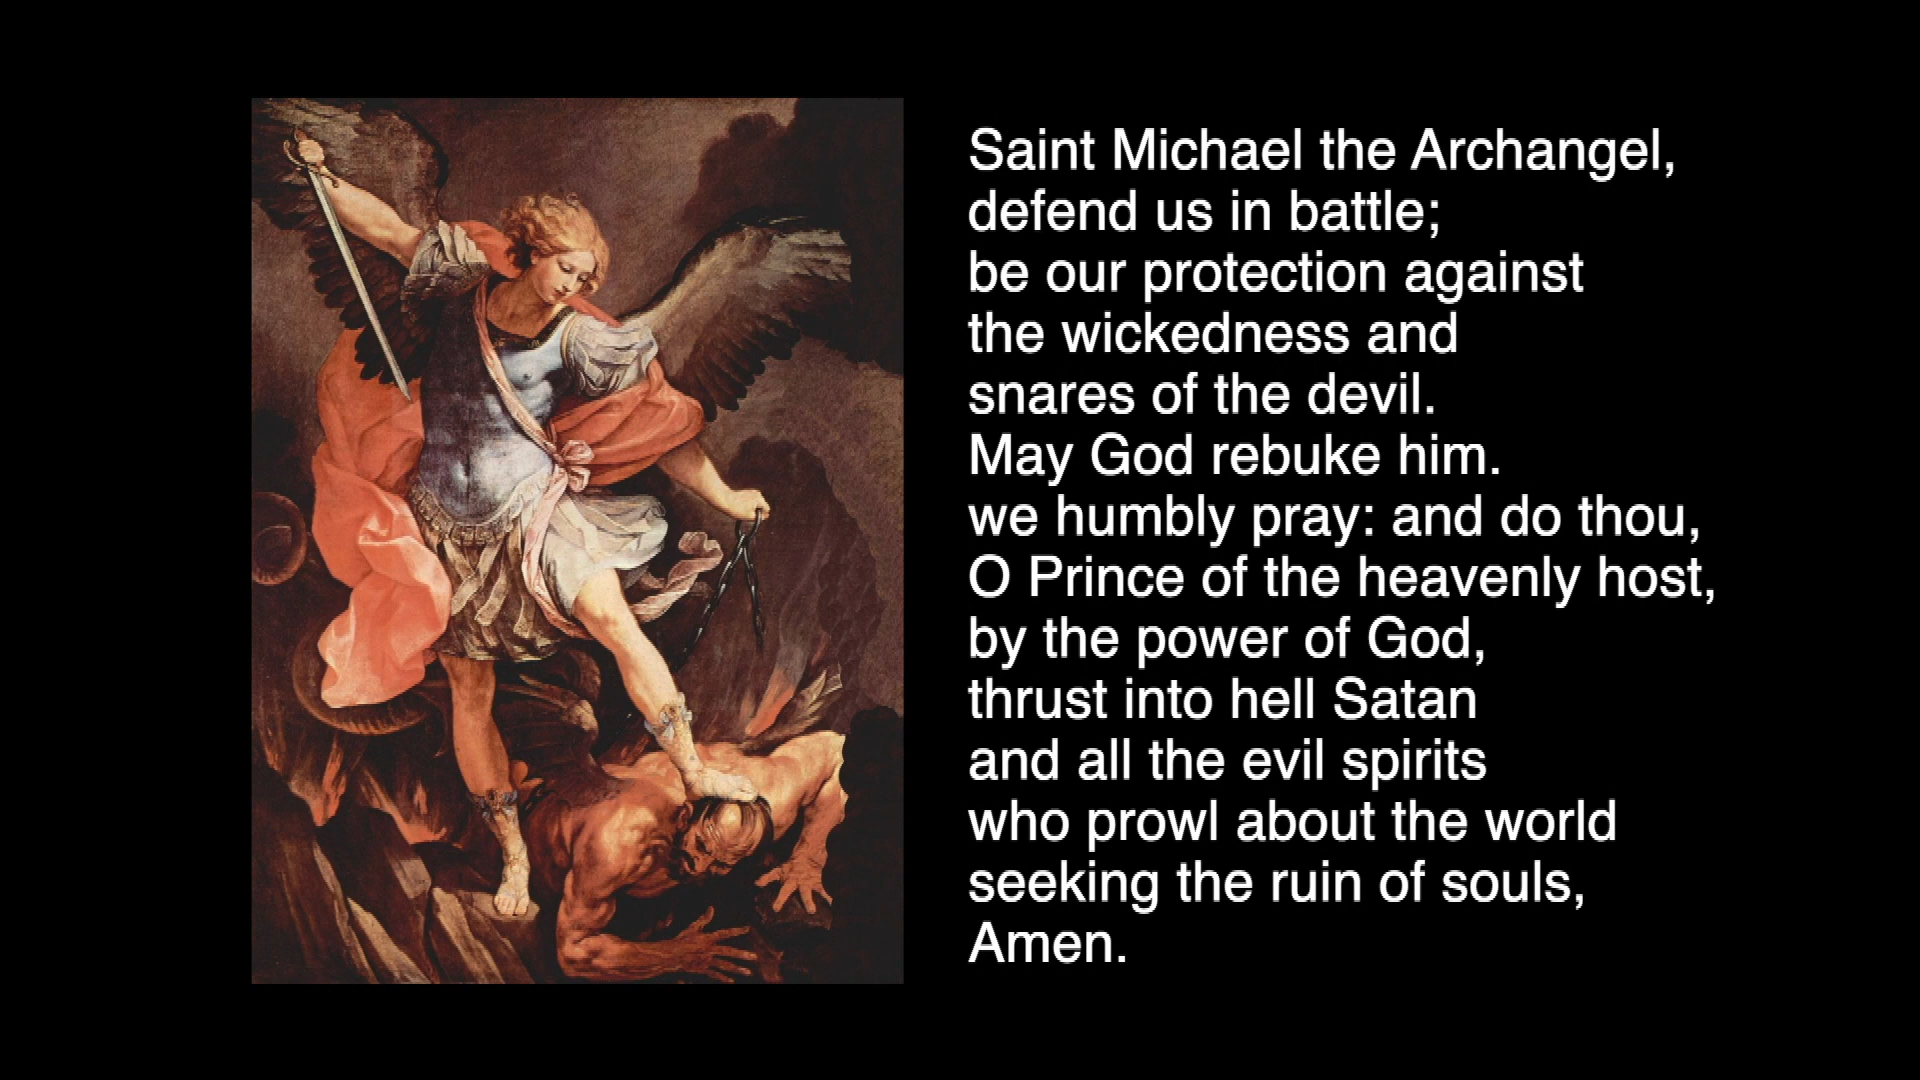 Saint Michael the Archangel,
defend us in battle;
be our protection against
the wickedness and
snares of the devil.
May God rebuke him.
we humbly pray: and do thou,
O Prince of the heavenly host,
by the power of God,
thrust into hell Satan
and all the evil spirits
who prowl about the world
seeking the ruin of souls,
Amen.